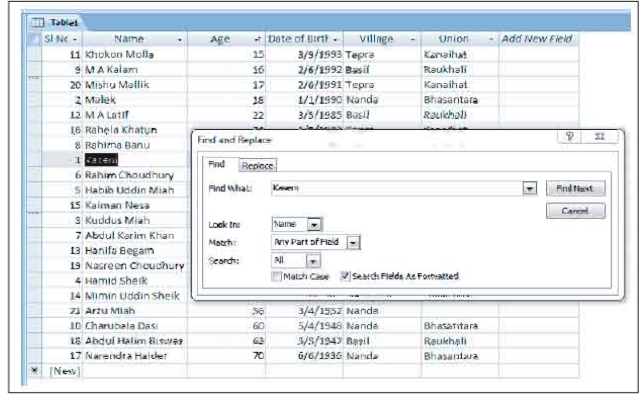 Table1
Sl No Name Age Date of Birth Village Union Add New Field
11 Khokon Molla 15 3/9/1993 Tepra Kanaihat
9 M A Kalam 16 2/6/1992 Basil Raukhali
20 Mishu Mallik 17 2/6/1991 Tepra Kanaihat
2 Malek 18 1/1/1990 Nanda Bhasantara
12 M A Latif 22 3/5/1985 Basil Raukhali
16 Rahela Khatun
8 Rahima Banu
1 Kasem
6 Rahim Choudhury
5 Habib Uddin Miah
15 Kaiman Nesa
3 Kuddus Miah
7 Abdul Karim Khan
13 Hanifa Begam
19 Nasreen Choudhury
4 Hamid Sheik
14 Mimin Uddin Sheik
21 Arzu Miah 56 3/4/1952 Nanda
10 Charubala Dasi 60 5/4/1948 Nanda Bhasantara
18 Abdul Halim Biswas 63 5/5/1947 Basil Raukhali
17 Narendra Halder 70 6/6/1936 Nanda Bhasantara
* (New)
Find and Replace
Find Replace
Find What: Kasem Find Next
Cancel
Look In: Name
Match: Any Part of Field
Search: All
Match Case Search Fields As Formatted